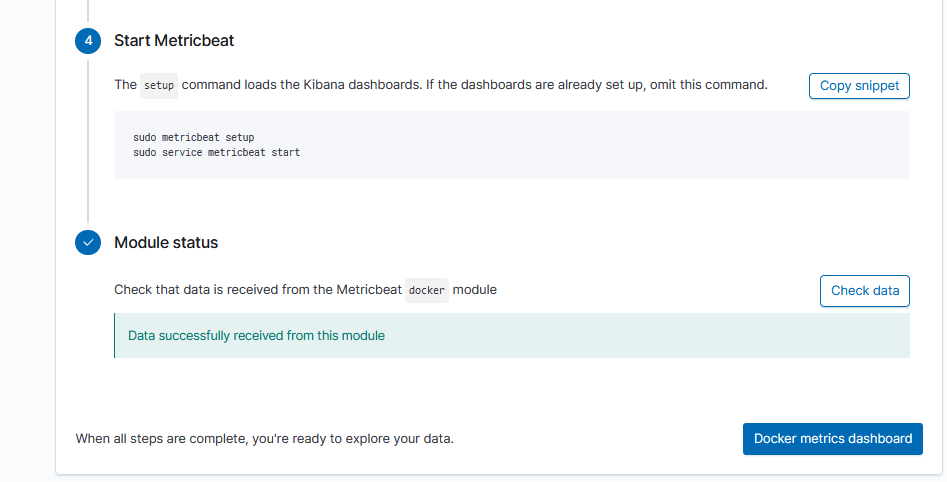 4 Start Metricbeat
The setup command loads the Kibana dashboards. If the dashboards are already set up, omit this command.
Copy snippet
sudo metricbeat setup
sudo service metricbeat start
Module status
Check that data is received from the Metricbeat docker module
Check data
Data successfully received from this module
When all steps are complete, you're ready to explore your data.
Docker metrics dashboard